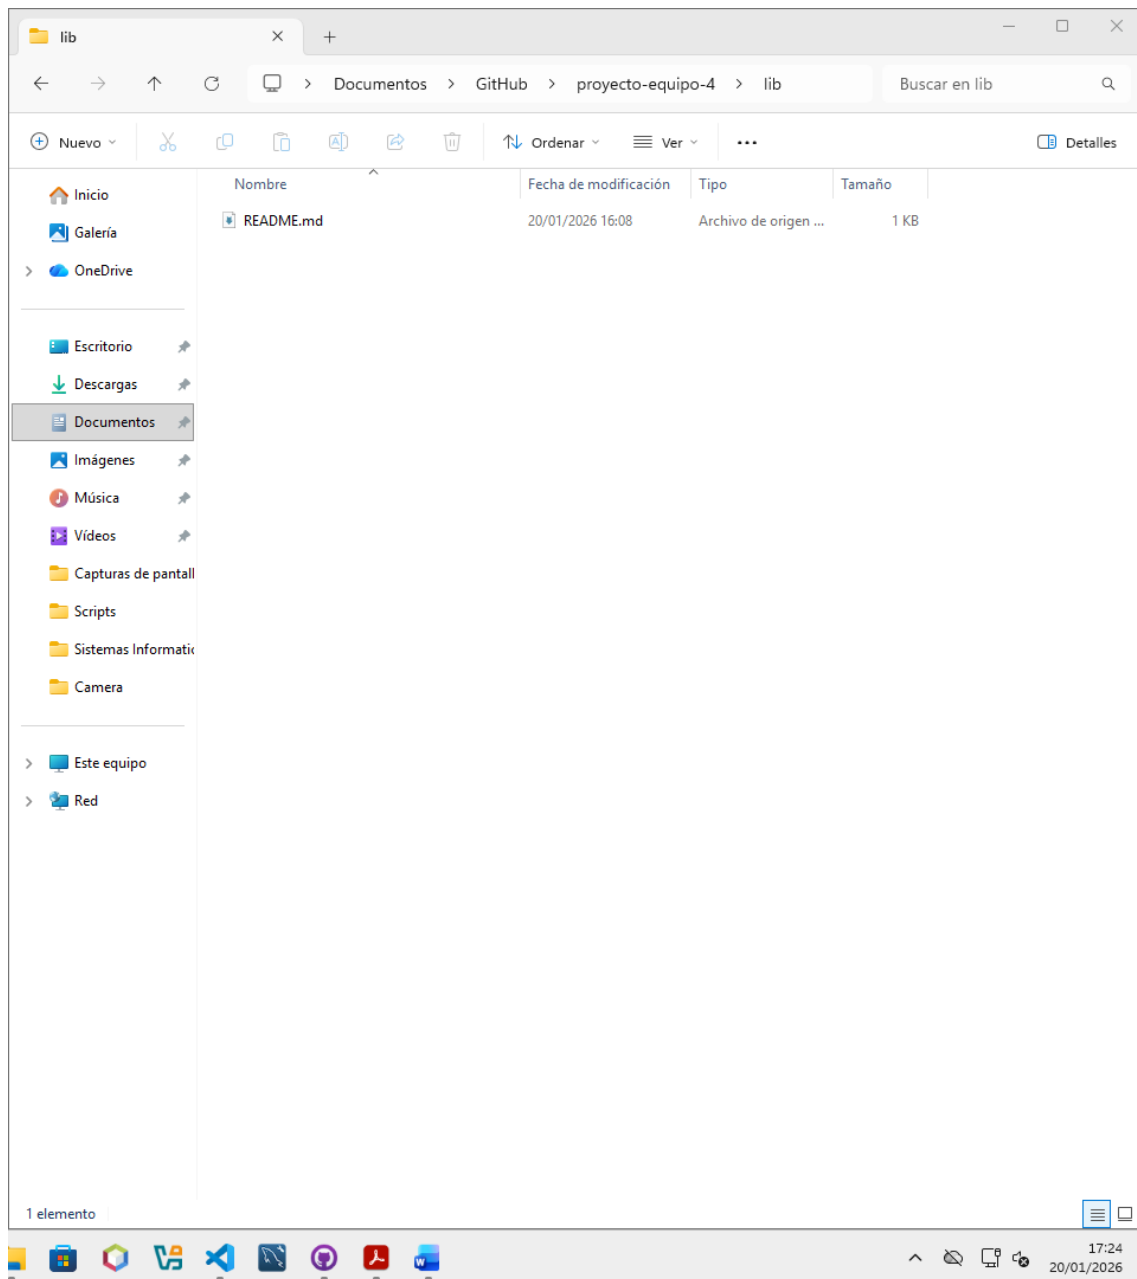 lib
Documentos > GitHub > proyecto-equipo-4 > lib
Buscar en lib
Nuevo
Ordenar
Ver
Detalles
Nombre Fecha de modificación Tipo Tamaño
README.md 20/01/2026 16:08 Archivo de origen ... 1 KB
Inicio
Galería
OneDrive
Escritorio
Descargas
Documentos
Imágenes
Música
Vídeos
Capturas de pantall
Scripts
Sistemas Informatic
Camera
Este equipo
Red
1 elemento
17:24
20/01/2026